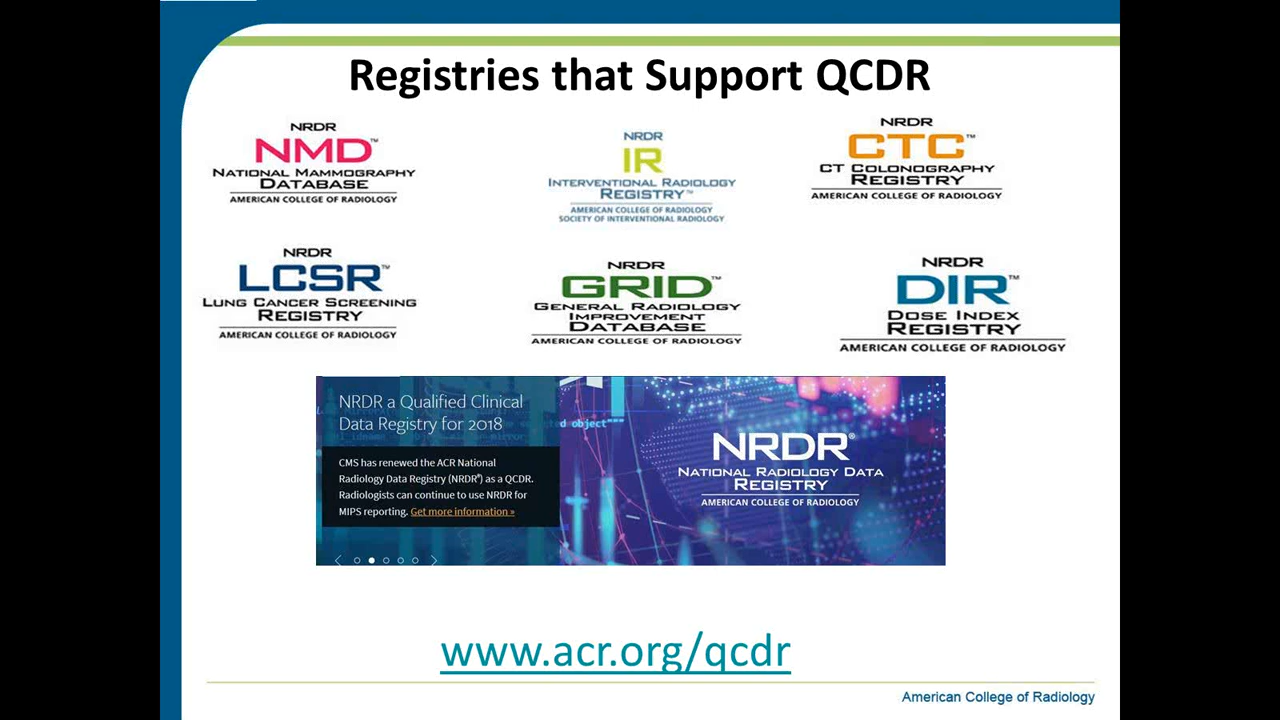 Registries that Support QCDR
NRDR
NMD™
NATIONAL MAMMOGRAPHY
DATABASE
AMERICAN COLLEGE OF RADIOLOGY
NRDR
IR
INTERVENTIONAL RADIOLOGY
REGISTRY™
AMERICAN COLLEGE OF RADIOLOGY
SOCIETY OF INTERVENTIONAL RADIOLOGY
NRDR
CTC™
CT COLONOGRAPHY
REGISTRY
AMERICAN COLLEGE OF RADIOLOGY
NRDR
LCSR™
LUNG CANCER SCREENING
REGISTRY
AMERICAN COLLEGE OF RADIOLOGY
NRDR
GRID™
GENERAL RADIOLOGY
IMPROVEMENT
DATABASE
AMERICAN COLLEGE OF RADIOLOGY
NRDR
DIR™
DOSE INDEX
REGISTRY
AMERICAN COLLEGE OF RADIOLOGY
NRDR a Qualified Clinical
Data Registry for 2018
CMS has renewed the ACR National
Radiology Data Registry (NRDR®) as a QCDR.
Radiologists can continue to use NRDR for
MIPS reporting. Get more information »
object"
NRDR®
NATIONAL RADIOLOGY DATA
REGISTRY
AMERICAN COLLEGE OF RADIOLOGY
www.acr.org/qcdr
American College of Radiology